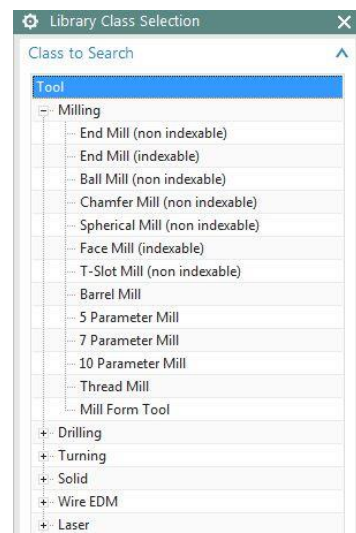 Library Class Selection
Class to Search
Tool
Milling
End Mill (non indexable)
End Mill (indexable)
Ball Mill (non indexable)
Chamfer Mill (non indexable)
Spherical Mill (non indexable)
Face Mill (indexable)
T-Slot Mill (non indexable)
Barrel Mill
5 Parameter Mill
7 Parameter Mill
10 Parameter Mill
Thread Mill
Mill Form Tool
Drilling
Turning
Solid
Wire EDM
Laser